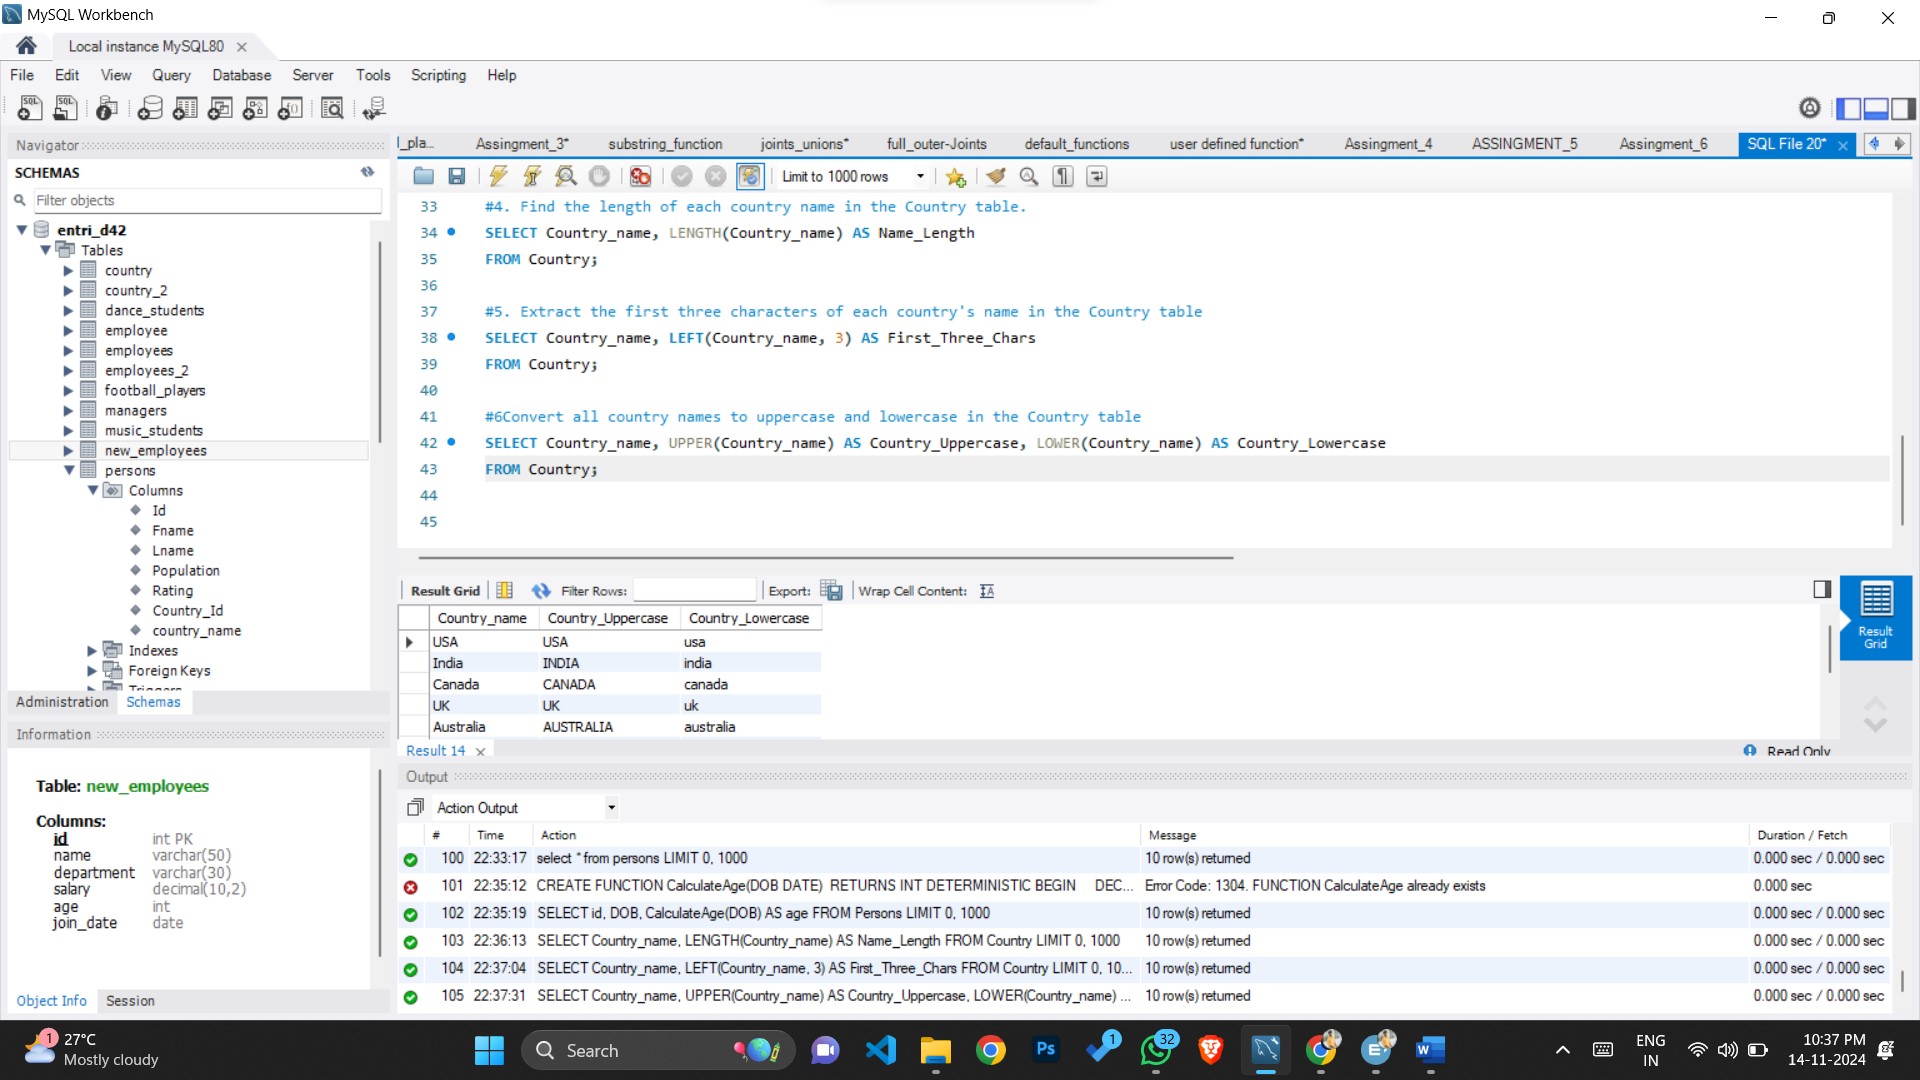 MySQL Workbench
Local instance MySQL80
File Edit View Query Database Server Tools Scripting Help
Navigator
SCHEMAS
Filter objects
entri_d42
Tables
country
country_2
dance_students
employee
employees
employees_2
football_players
managers
music_students
new_employees
persons
Columns
Id
Fname
Lname
Population
Rating
Country_Id
country_name
Indexes
Foreign Keys
Triggers
Administration Schemas
Information
Table: new_employees
Columns:
id int PK
name varchar(50)
department varchar(30)
salary decimal(10,2)
age int
join_date date
Object Info Session
l_pla... Assingment_3* substring_function joints_unions* full_outer-Joints default_functions user defined function* Assingment_4 ASSINGMENT_5 Assingment_6 SQL File 20*
Limit to 1000 rows
33 #4. Find the length of each country name in the Country table.
34 SELECT Country_name, LENGTH(Country_name) AS Name_Length
35 FROM Country;
36
37 #5. Extract the first three characters of each country's name in the Country table
38 SELECT Country_name, LEFT(Country_name, 3) AS First_Three_Chars
39 FROM Country;
40
41 #6Convert all country names to uppercase and lowercase in the Country table
42 SELECT Country_name, UPPER(Country_name) AS Country_Uppercase, LOWER(Country_name) AS Country_Lowercase
43 FROM Country;
44
45
Result Grid Filter Rows: Export: Wrap Cell Content:
Country_name Country_Uppercase Country_Lowercase
USA USA usa
India INDIA india
Canada CANADA canada
UK UK uk
Australia AUSTRALIA australia
Result Grid
Result 14 Read Only
Output
Action Output
# Time Action Message Duration / Fetch
100 22:33:17 select * from persons LIMIT 0, 1000 10 row(s) returned 0.000 sec / 0.000 sec
101 22:35:12 CREATE FUNCTION CalculateAge(DOB DATE) RETURNS INT DETERMINISTIC BEGIN DEC... Error Code: 1304. FUNCTION CalculateAge already exists 0.000 sec
102 22:35:19 SELECT id, DOB, CalculateAge(DOB) AS age FROM Persons LIMIT 0, 1000 10 row(s) returned 0.000 sec / 0.000 sec
103 22:36:13 SELECT Country_name, LENGTH(Country_name) AS Name_Length FROM Country LIMIT 0, 1000 10 row(s) returned 0.000 sec / 0.000 sec
104 22:37:04 SELECT Country_name, LEFT(Country_name, 3) AS First_Three_Chars FROM Country LIMIT 0, 10... 10 row(s) returned 0.000 sec / 0.000 sec
105 22:37:31 SELECT Country_name, UPPER(Country_name) AS Country_Uppercase, LOWER(Country_name) ... 10 row(s) returned 0.000 sec / 0.000 sec
1 27°C
Mostly cloudy
Search
Ps
1
32
ENG
IN
10:37 PM
14-11-2024